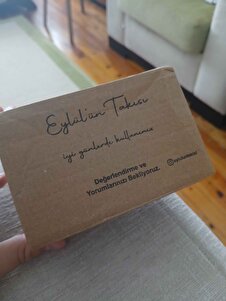 Eylül'ün Takısı
iyi günlerde kullanınız
Değerlendirme ve
Yorumlarınızı Bekliyoruz.